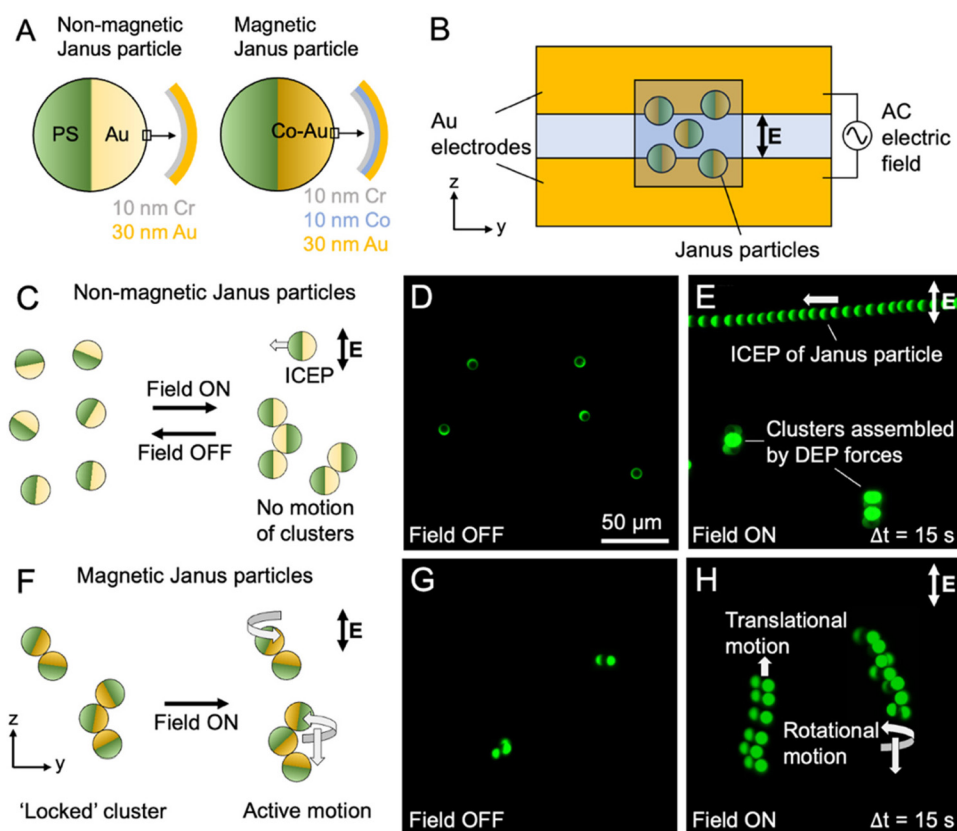 A
Non-magnetic
Janus particle
Magnetic
Janus particle
PS
Au
Co-Au
10 nm Cr
30 nm Au
10 nm Cr
10 nm Co
30 nm Au
B
Au
electrodes
E
AC
electric
field
z
y
Janus particles
C
Non-magnetic Janus particles
Field ON
Field OFF
E
ICEP
No motion
of clusters
D
Field OFF
50 μm
E
E
ICEP of Janus particle
Clusters assembled
by DEP forces
Field ON
Δt = 15 s
F
Magnetic Janus particles
E
Field ON
z
y
'Locked' cluster
Active motion
G
Field OFF
H
E
Translational
motion
Rotational
motion
Field ON
Δt = 15 s